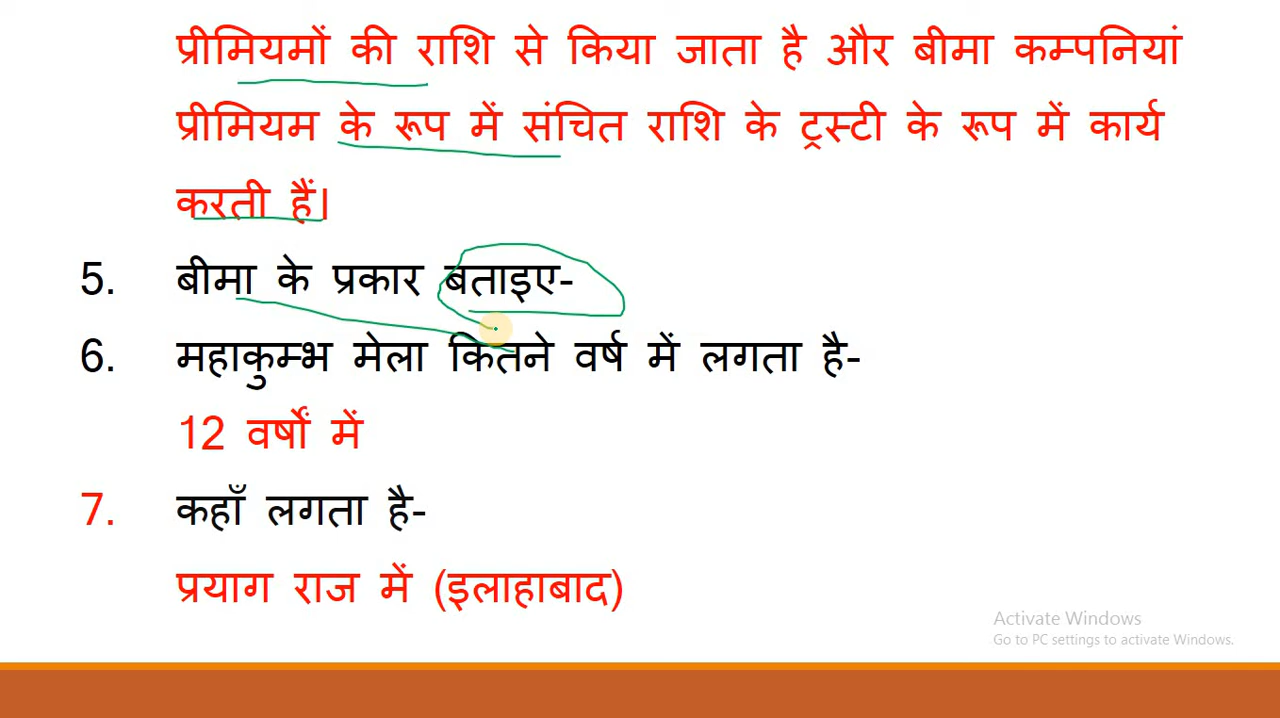 प्रीमियमों की राशि से किया जाता है और बीमा कम्पनियां
प्रीमियम के रूप में संचित राशि के ट्रस्टी के रूप में कार्य
करती हैं।
5. बीमा के प्रकार बताइए-
6. महाकुम्भ मेला कितने वर्ष में लगता है-
12 वर्षों में
7. कहाँ लगता है-
प्रयाग राज में (इलाहाबाद)
Activate Windows
Go to PC settings to activate Windows.